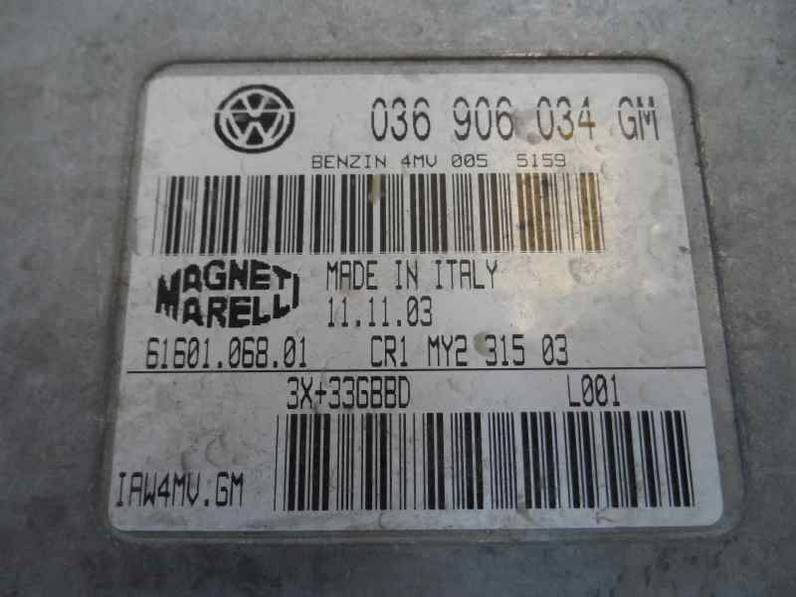 036 906 034 GM
BENZIN 4MV 005 5159
MAGNETI
MARELLI
MADE IN ITALY
11.11.03
61601.068.01 CR1 MY2 315 03
3X+33GBBD L001
IAW4MV.GM